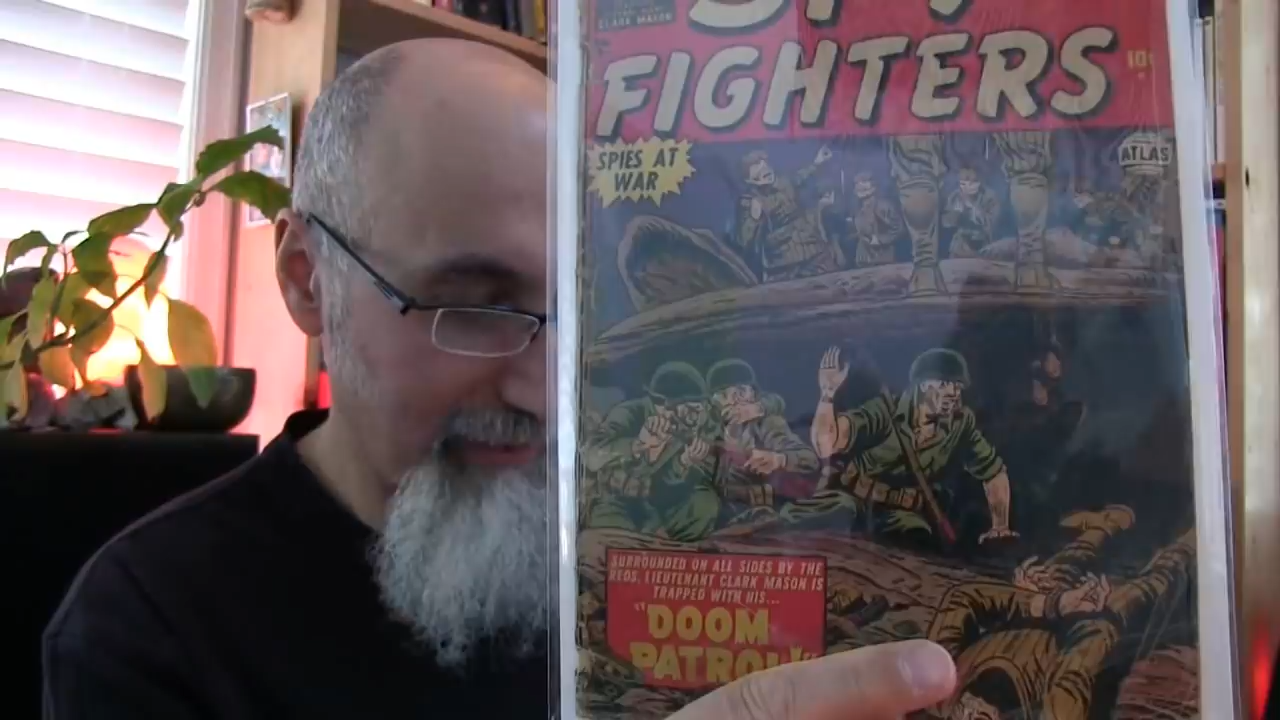 CLARK MASON
SPY
FIGHTERS
10¢
SPIES AT
WAR
ATLAS
SURROUNDED ON ALL SIDES BY THE
REDS, LIEUTENANT CLARK MASON IS
TRAPPED WITH HIS...
"DOOM
PATROL"